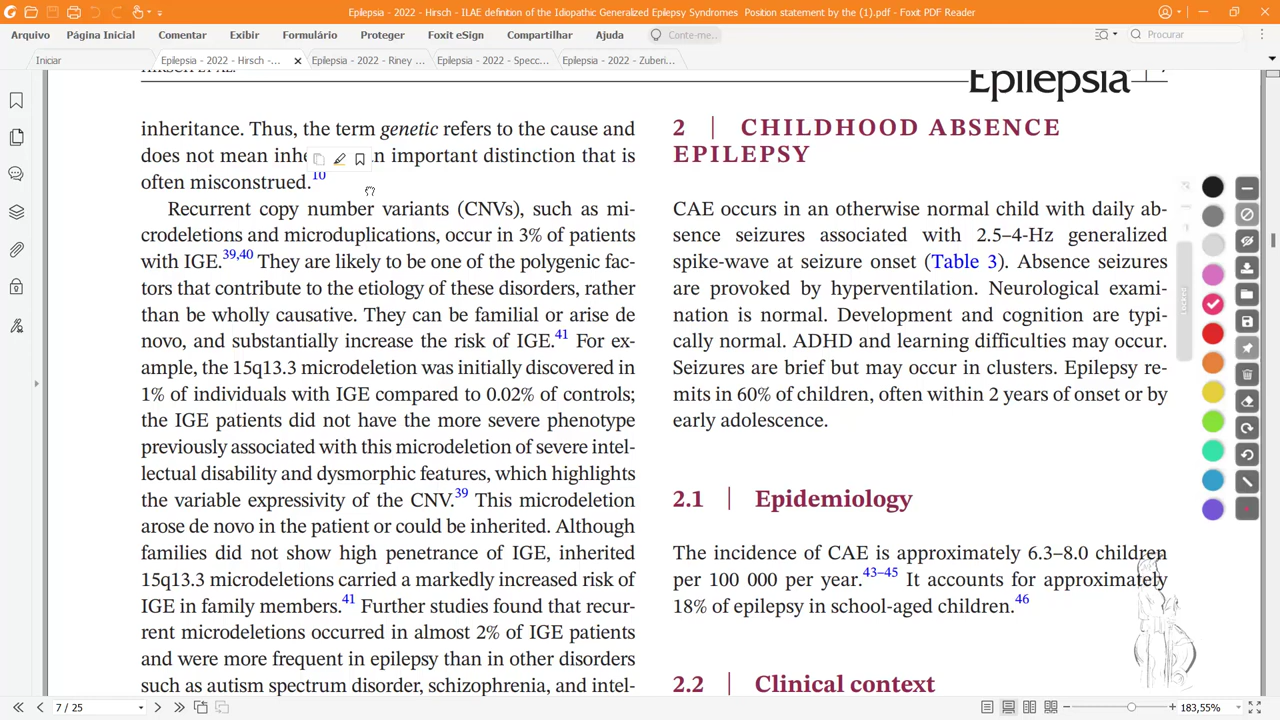 Epilepsia - 2022 - Hirsch - ILAE definition of the Idiopathic Generalized Epilepsy Syndromes Position statement by the (1).pdf - Foxit PDF Reader
Arquivo Página Inicial Comentar Exibir Formulário Proteger Foxit eSign Compartilhar Ajuda Conte-me... Procurar
Iniciar Epilepsia - 2022 - Hirsch -... Epilepsia - 2022 - Riney ... Epilepsia - 2022 - Specc... Epilepsia - 2022 - Zuberi...
HIRSCH ET AL.
Epilepsia
inheritance. Thus, the term genetic refers to the cause and
does not mean inhe n important distinction that is
often misconstrued.10
Recurrent copy number variants (CNVs), such as mi-
crodeletions and microduplications, occur in 3% of patients
with IGE.39,40 They are likely to be one of the polygenic fac-
tors that contribute to the etiology of these disorders, rather
than be wholly causative. They can be familial or arise de
novo, and substantially increase the risk of IGE.41 For ex-
ample, the 15q13.3 microdeletion was initially discovered in
1% of individuals with IGE compared to 0.02% of controls;
the IGE patients did not have the more severe phenotype
previously associated with this microdeletion of severe intel-
lectual disability and dysmorphic features, which highlights
the variable expressivity of the CNV.39 This microdeletion
arose de novo in the patient or could be inherited. Although
families did not show high penetrance of IGE, inherited
15q13.3 microdeletions carried a markedly increased risk of
IGE in family members.41 Further studies found that recur-
rent microdeletions occurred in almost 2% of IGE patients
and were more frequent in epilepsy than in other disorders
such as autism spectrum disorder, schizophrenia, and intel-
2 | CHILDHOOD ABSENCE
EPILEPSY
CAE occurs in an otherwise normal child with daily ab-
sence seizures associated with 2.5–4-Hz generalized
spike-wave at seizure onset (Table 3). Absence seizures
are provoked by hyperventilation. Neurological exami-
nation is normal. Development and cognition are typi-
cally normal. ADHD and learning difficulties may occur.
Seizures are brief but may occur in clusters. Epilepsy re-
mits in 60% of children, often within 2 years of onset or by
early adolescence.
2.1 | Epidemiology
The incidence of CAE is approximately 6.3–8.0 children
per 100 000 per year.43–45 It accounts for approximately
18% of epilepsy in school-aged children.46
2.2 | Clinical context
7 / 25
183,55%